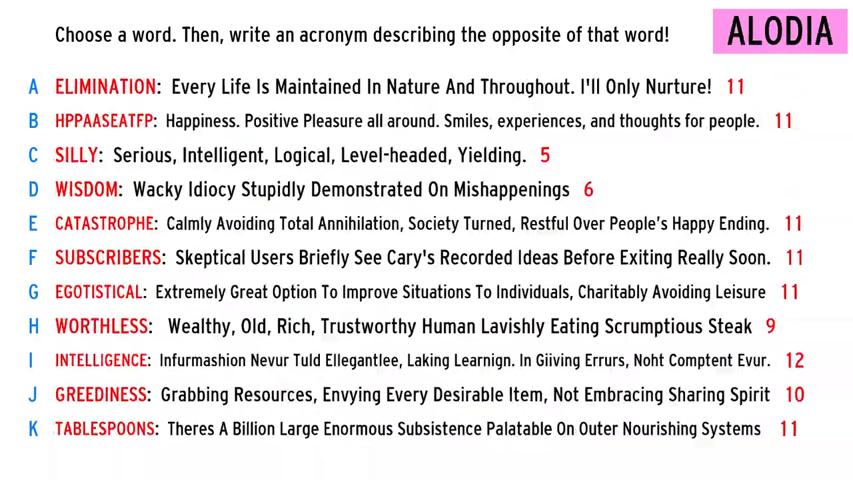 Choose a word. Then, write an acronym describing the opposite of that word!
ALODIA
A ELIMINATION: Every Life Is Maintained In Nature And Throughout. I'll Only Nurture! 11
B HPPAASEATFP: Happiness. Positive Pleasure all around. Smiles, experiences, and thoughts for people. 11
C SILLY: Serious, Intelligent, Logical, Level-headed, Yielding. 5
D WISDOM: Wacky Idiocy Stupidly Demonstrated On Mishappenings 6
E CATASTROPHE: Calmly Avoiding Total Annihilation, Society Turned, Restful Over People's Happy Ending. 11
F SUBSCRIBERS: Skeptical Users Briefly See Cary's Recorded Ideas Before Exiting Really Soon. 11
G EGOTISTICAL: Extremely Great Option To Improve Situations To Individuals, Charitably Avoiding Leisure 11
H WORTHLESS: Wealthy, Old, Rich, Trustworthy Human Lavishly Eating Scrumptious Steak 9
I INTELLIGENCE: Infurmashion Nevur Tuld Ellegantlee, Laking Learnign. In Giiving Errurs, Noht Comptent Evur. 12
J GREEDINESS: Grabbing Resources, Envying Every Desirable Item, Not Embracing Sharing Spirit 10
K TABLESPOONS: Theres A Billion Large Enormous Subsistence Palatable On Outer Nourishing Systems 11